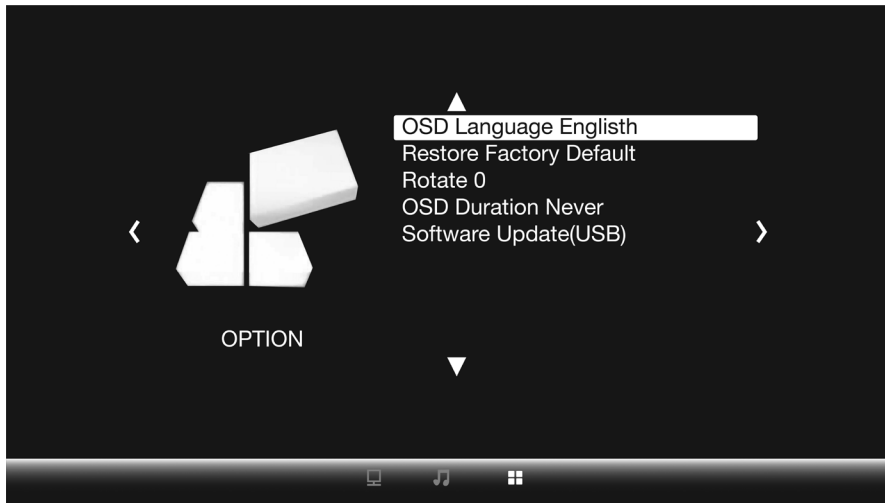 OSD Language Englisth
Restore Factory Default
Rotate 0
OSD Duration Never
Software Update(USB)
OPTION